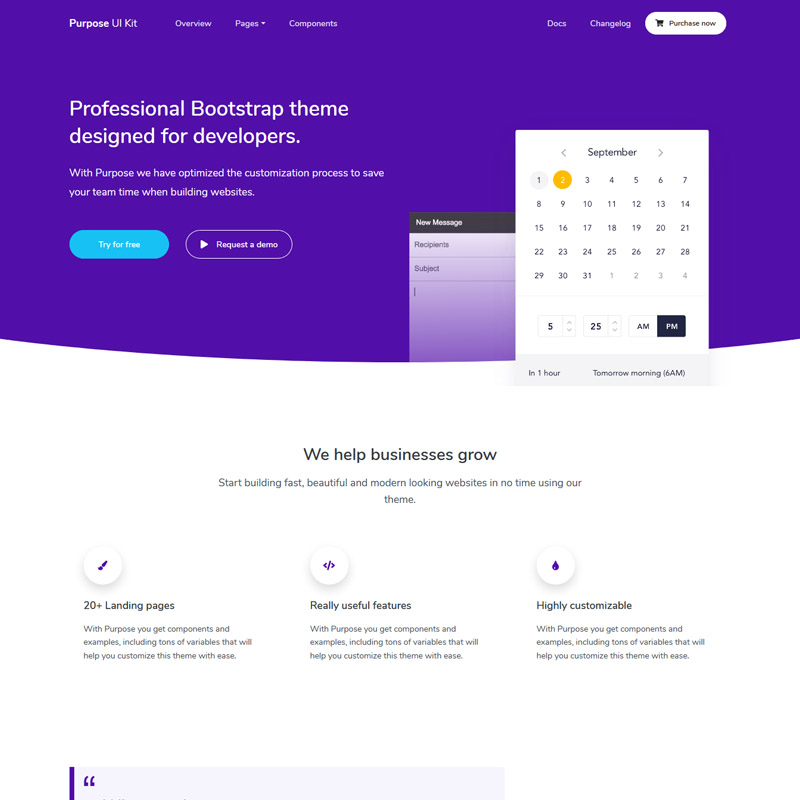 Purpose UI Kit
Overview
Pages
Components
Docs
Changelog
Purchase now
Professional Bootstrap theme
designed for developers.
With Purpose we have optimized the customization process to save
your team time when building websites.
Try for free
Request a demo
New Message
Recipients
Subject
September
1 2 3 4 5 6 7
8 9 10 11 12 13 14
15 16 17 18 19 20 21
22 23 24 25 26 27 28
29 30 31 1 2 3 4
5 25 AM PM
In 1 hour
Tomorrow morning (6AM)
We help businesses grow
Start building fast, beautiful and modern looking websites in no time using our
theme.
20+ Landing pages
With Purpose you get components and
examples, including tons of variables that will
help you customize this theme with ease.
Really useful features
With Purpose you get components and
examples, including tons of variables that will
help you customize this theme with ease.
Highly customizable
With Purpose you get components and
examples, including tons of variables that will
help you customize this theme with ease.
“